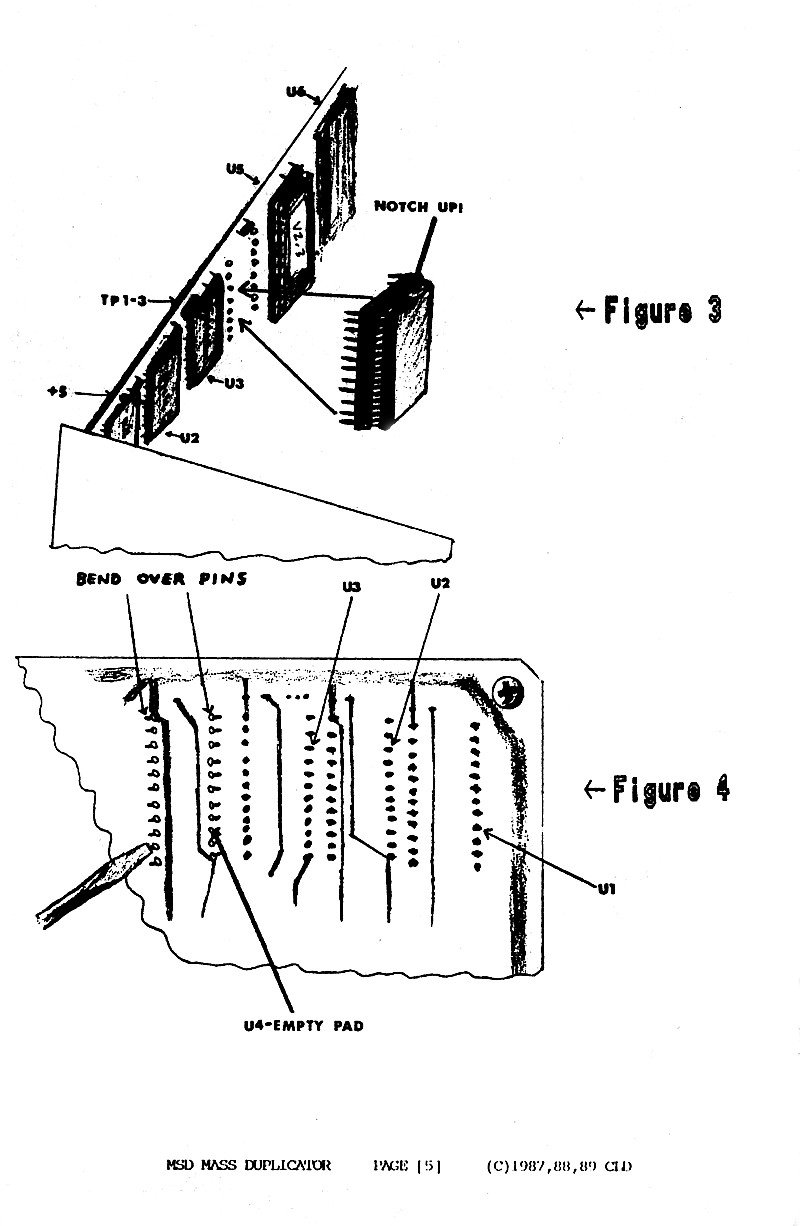 U6
U5
NOTCH UP!
V2.3
TP1-3
← Figure 3
+5
U3
U2
BEND OVER PINS
U3
U2
← Figure 4
U1
U4-EMPTY PAD
MSD MASS DUPLICATOR PAGE [5] (C)1987,88,89 CLD